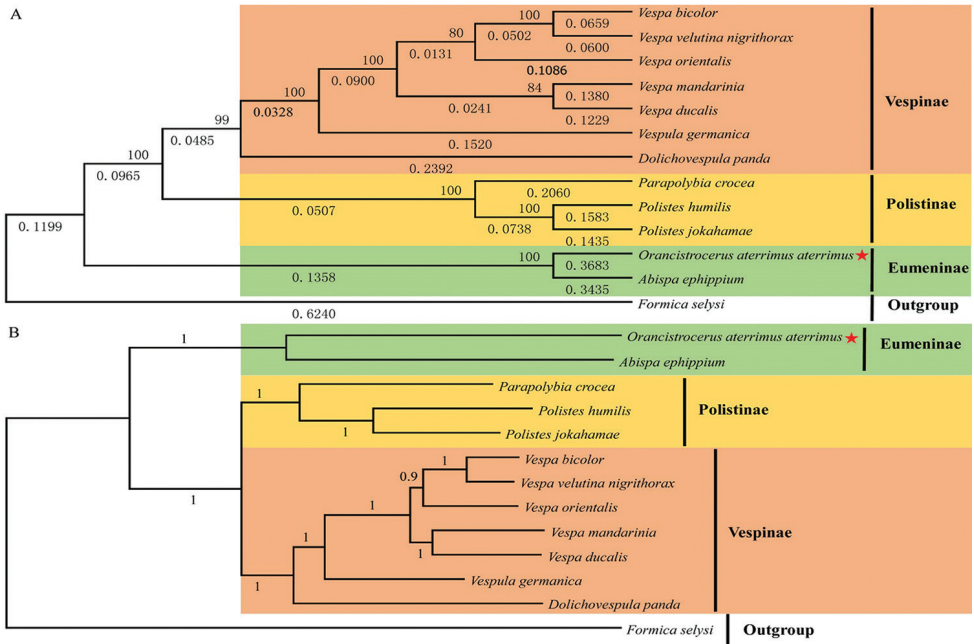 A
100 0.0659 Vespa bicolor
80 0.0502 Vespa velutina nigrithorax
100 0.0131 0.0600
Vespa orientalis
0.0900 0.1086
100 84 0.1380 Vespa mandarinia
0.0328 0.0241 Vespa ducalis
0.1229
99 Vespula germanica
0.0485 0.1520
Dolichovespula panda
100 0.2392
0.0965
Vespinae
Parapolybia crocea
100 0.2060
0.0507 100 0.1583 Polistes humilis
0.0738 Polistes jokahamae
0.1435
Polistinae
0.1199
Orancistrocerus aterrimus aterrimus
100 0.3683
0.1358 Abispa ephippium
0.3435
Eumeninae
Formica selysi
0.6240
Outgroup
B
1 Orancistrocerus aterrimus aterrimus
Abispa ephippium
Eumeninae
1 Parapolybia crocea
Polistes humilis
1 Polistes jokahamae
Polistinae
1
1 Vespa bicolor
0.9 Vespa velutina nigrithorax
1 Vespa orientalis
Vespa mandarinia
1 Vespa ducalis
1 Vespula germanica
1 Dolichovespula panda
Vespinae
Formica selysi
Outgroup